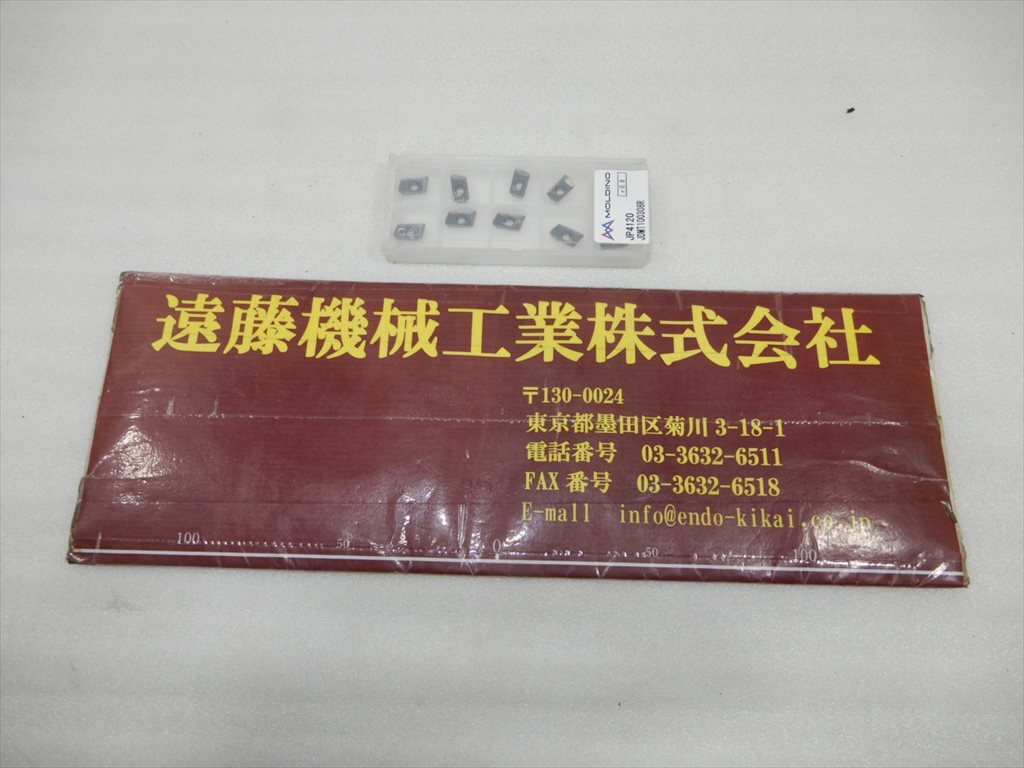 MOLDINO
r0.8
JP4120
JDMT100308R
遠藤機械工業株式会社
〒130-0024
東京都墨田区菊川 3-18-1
電話番号 03-3632-6511
FAX 番号 03-3632-6518
E-mall info@endo-kikai.co.jp
100 50 0 50 100